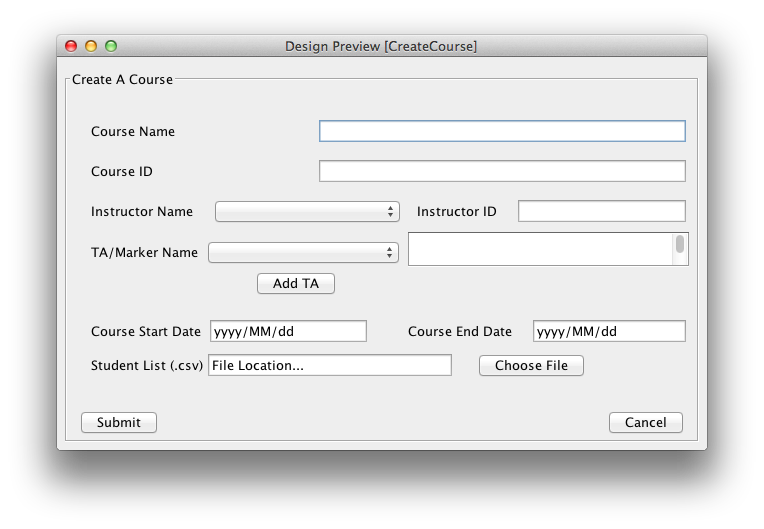 Design Preview [CreateCourse]
Create A Course
Course Name
Course ID
Instructor Name Instructor ID
TA/Marker Name
Add TA
Course Start Date yyyy/MM/dd Course End Date yyyy/MM/dd
Student List (.csv) File Location... Choose File
Submit Cancel